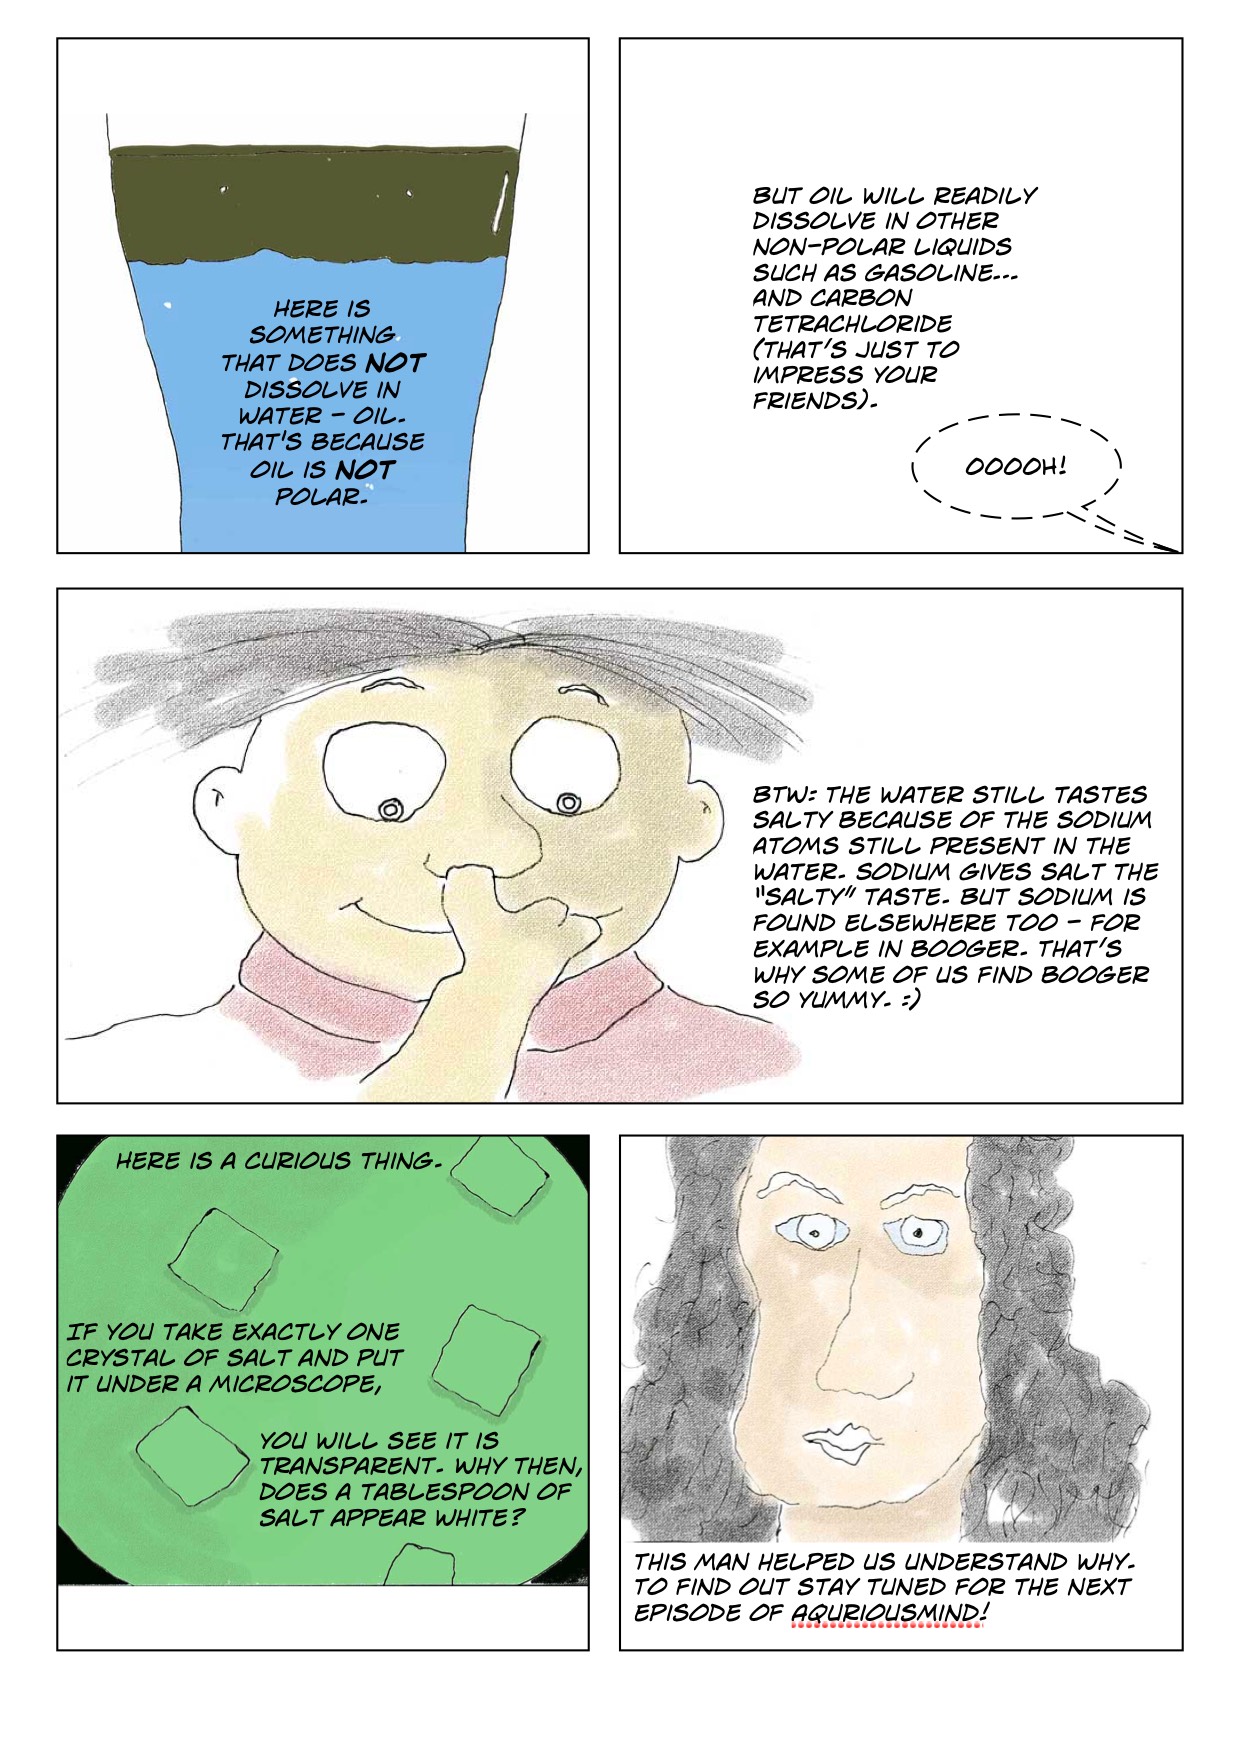 HERE IS
SOMETHING
THAT DOES NOT
DISSOLVE IN
WATER - OIL.
THAT'S BECAUSE
OIL IS NOT
POLAR.
BUT OIL WILL READILY
DISSOLVE IN OTHER
NON-POLAR LIQUIDS
SUCH AS GASOLINE...
AND CARBON
TETRACHLORIDE
(THAT'S JUST TO
IMPRESS YOUR
FRIENDS).
OOOOH!
BTW: THE WATER STILL TASTES
SALTY BECAUSE OF THE SODIUM
ATOMS STILL PRESENT IN THE
WATER. SODIUM GIVES SALT THE
"SALTY" TASTE. BUT SODIUM IS
FOUND ELSEWHERE TOO - FOR
EXAMPLE IN BOOGER. THAT'S
WHY SOME OF US FIND BOOGER
SO YUMMY. :)
HERE IS A CURIOUS THING.
IF YOU TAKE EXACTLY ONE
CRYSTAL OF SALT AND PUT
IT UNDER A MICROSCOPE,
YOU WILL SEE IT IS
TRANSPARENT. WHY THEN,
DOES A TABLESPOON OF
SALT APPEAR WHITE?
THIS MAN HELPED US UNDERSTAND WHY.
TO FIND OUT STAY TUNED FOR THE NEXT
EPISODE OF AQURIOUSMIND!